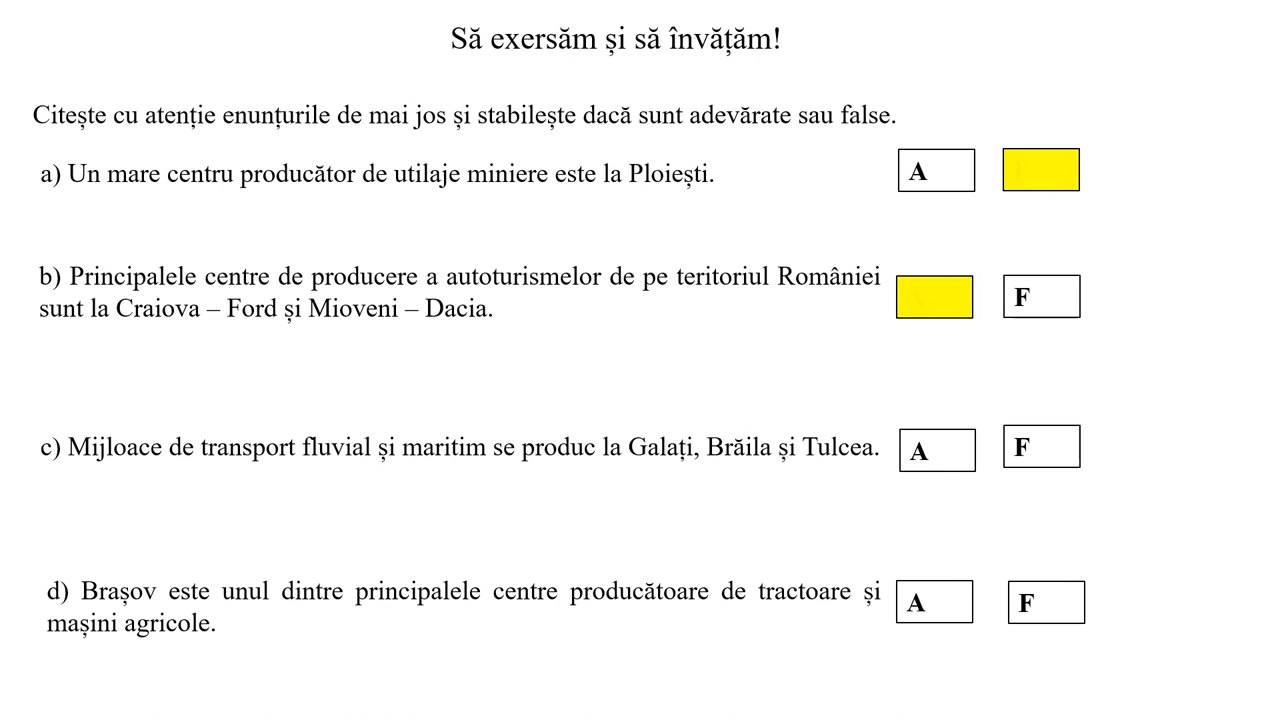 Să exersăm și să învățăm!
Citește cu atenție enunțurile de mai jos și stabilește dacă sunt adevărate sau false.
a) Un mare centru producător de utilaje miniere este la Ploiești.
A
b) Principalele centre de producere a autoturismelor de pe teritoriul României
sunt la Craiova – Ford și Mioveni – Dacia.
F
c) Mijloace de transport fluvial și maritim se produc la Galați, Brăila și Tulcea.
A F
d) Brașov este unul dintre principalele centre producătoare de tractoare și
mașini agricole.
A F